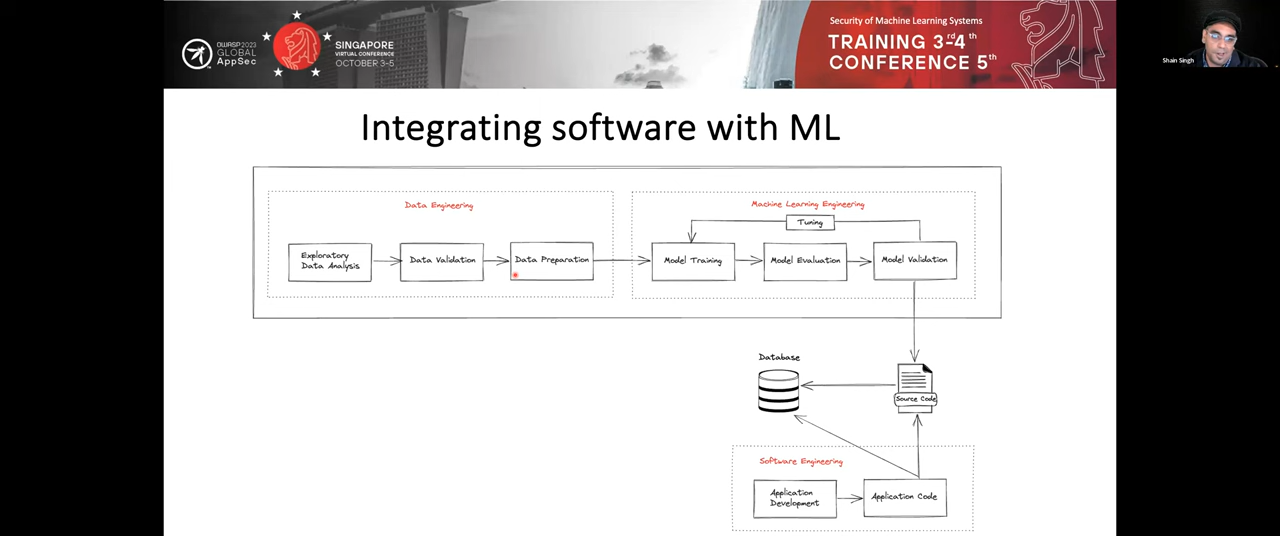 OWASP 2023
GLOBAL
AppSec
SINGAPORE
VIRTUAL CONFERENCE
OCTOBER 3-5
Security of Machine Learning Systems
TRAINING 3rd-4th
CONFERENCE 5th
Shain Singh
Integrating software with ML
Data Engineering
Machine Learning Engineering
Tuning
Exploratory
Data Analysis
Data Validation
Data Preparation
Model Training
Model Evaluation
Model Validation
Database
Source Code
Software Engineering
Application
Development
Application Code